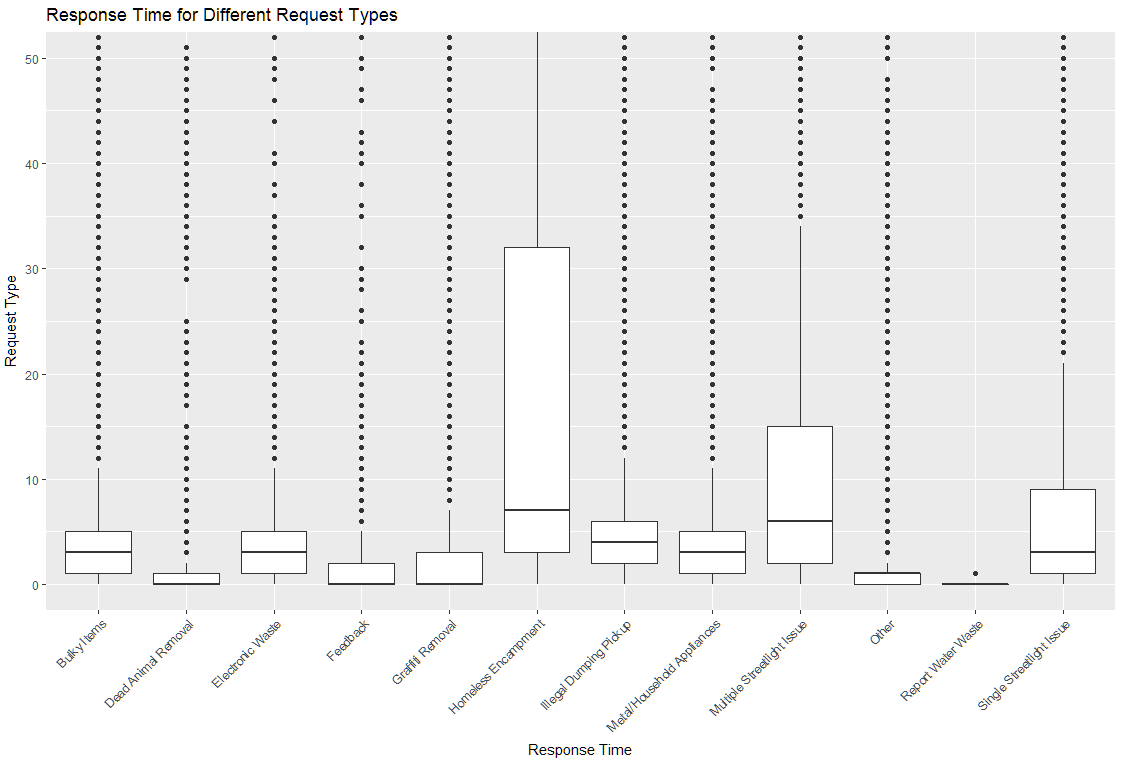 Response Time for Different Request Types
Request Type
50
40
30
20
10
0
Bulky Items
Dead Animal Removal
Electronic Waste
Feedback
Graffiti Removal
Homeless Encampment
Illegal Dumping Pickup
Metal/Household Appliances
Multiple Streetlight Issue
Other
Report Water Waste
Single Streetlight Issue
Response Time